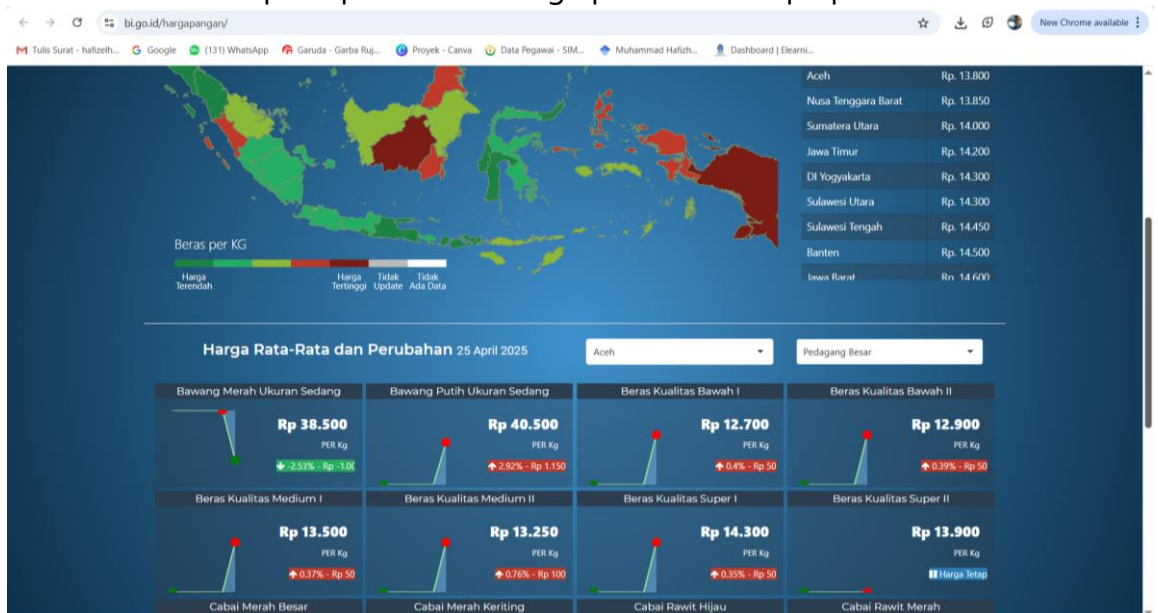 bi.go.id/hargapangan/
New Chrome available
Tulis Surat - hafizelh...
Google
(131) WhatsApp
Garuda - Garba Ruj...
Proyek - Canva
Data Pegawai - SIM...
Muhammad Hafizh...
Dashboard | Elearni...
Aceh Rp. 13.800
Nusa Tenggara Barat Rp. 13.850
Sumatera Utara Rp. 14.000
Jawa Timur Rp. 14.200
DI Yogyakarta Rp. 14.300
Sulawesi Utara Rp. 14.300
Sulawesi Tengah Rp. 14.450
Banten Rp. 14.500
Jawa Barat Rp. 14.600
Beras per KG
Harga Terendah
Harga Tertinggi
Tidak Update
Tidak Ada Data
Harga Rata-Rata dan Perubahan 25 April 2025
Aceh
Pedagang Besar
Bawang Merah Ukuran Sedang
Rp 38.500
PER Kg
-2.53% - Rp -1.00
Bawang Putih Ukuran Sedang
Rp 40.500
PER Kg
2.92% - Rp 1.150
Beras Kualitas Bawah I
Rp 12.700
PER Kg
0.4% - Rp 50
Beras Kualitas Bawah II
Rp 12.900
PER Kg
0.39% - Rp 50
Beras Kualitas Medium I
Rp 13.500
PER Kg
0.37% - Rp 50
Beras Kualitas Medium II
Rp 13.250
PER Kg
0.76% - Rp 100
Beras Kualitas Super I
Rp 14.300
PER Kg
0.35% - Rp 50
Beras Kualitas Super II
Rp 13.900
PER Kg
Harga Tetap
Cabai Merah Besar
Cabai Merah Keriting
Cabai Rawit Hijau
Cabai Rawit Merah